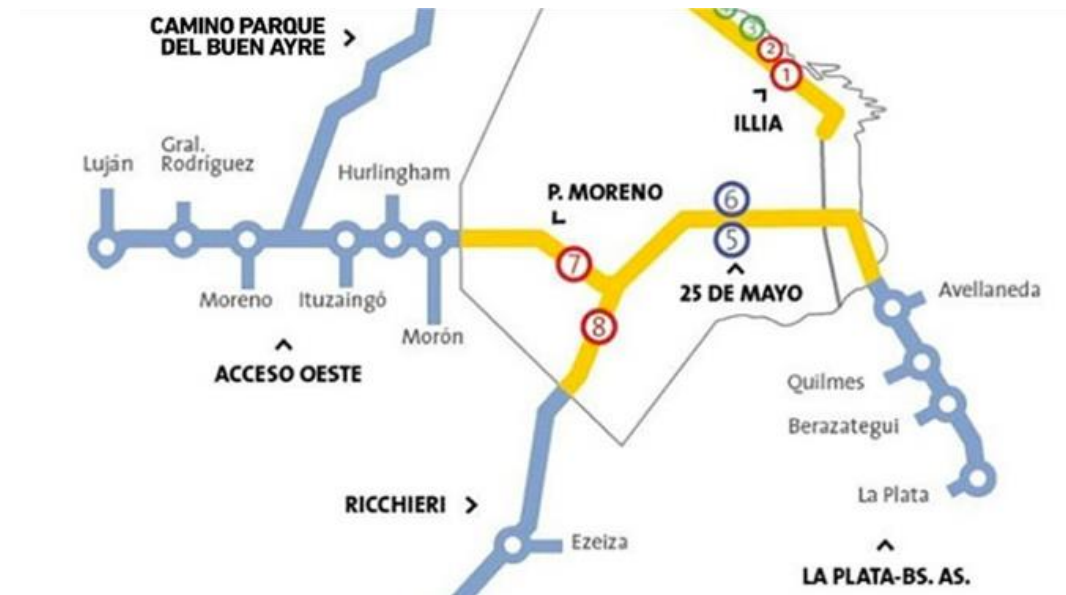 CAMINO PARQUE
DEL BUEN AYRE
3
2
1
ILLIA
Luján
Gral.
Rodríguez
Hurlingham
P. MORENO
6
5
7
25 DE MAYO
8
Moreno
Ituzaingó
Morón
ACCESO OESTE
Avellaneda
Quilmes
Berazategui
La Plata
RICCHIERI
Ezeiza
LA PLATA-BS. AS.